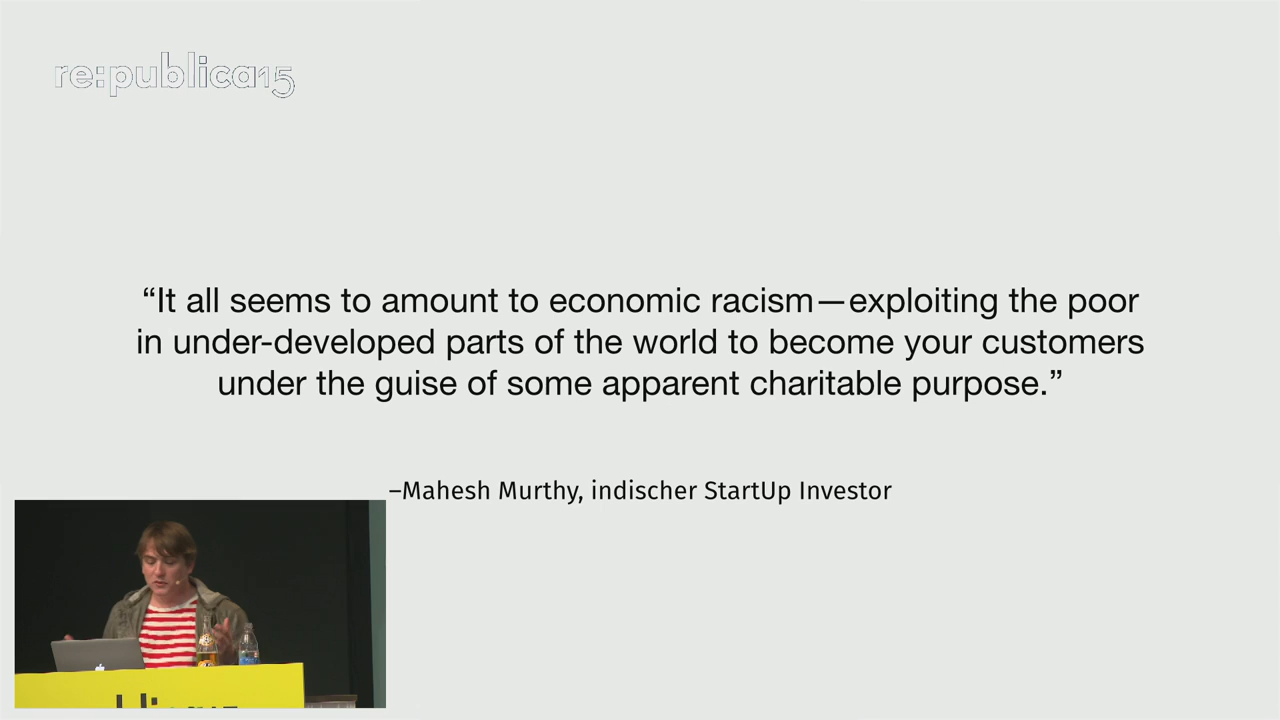 re:publica15
“It all seems to amount to economic racism — exploiting the poor
in under-developed parts of the world to become your customers
under the guise of some apparent charitable purpose.”
–Mahesh Murthy, indischer StartUp Investor